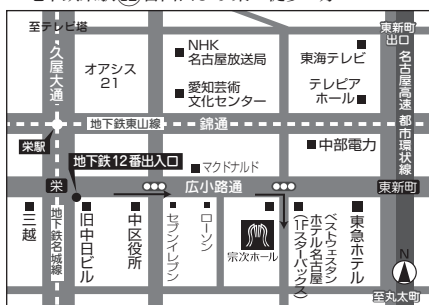 至テレビ塔
久屋大通
オアシス
21
NHK
名古屋放送局
愛知芸術
文化センター
東海テレビ
テレピア
ホール
東新町
出口
名古屋高速 都市環状線
地下鉄東山線
錦通
栄駅
地下鉄12番出入口
中部電力
マクドナルド
栄
広小路通
東新町
三越
地下鉄名城線
旧中日ビル
中区役所
セブンイレブン
ローソン
宗次ホール
ベストウェスタン
ホテル名古屋
(1Fスターバックス)
東急ホテル
N
至丸太町